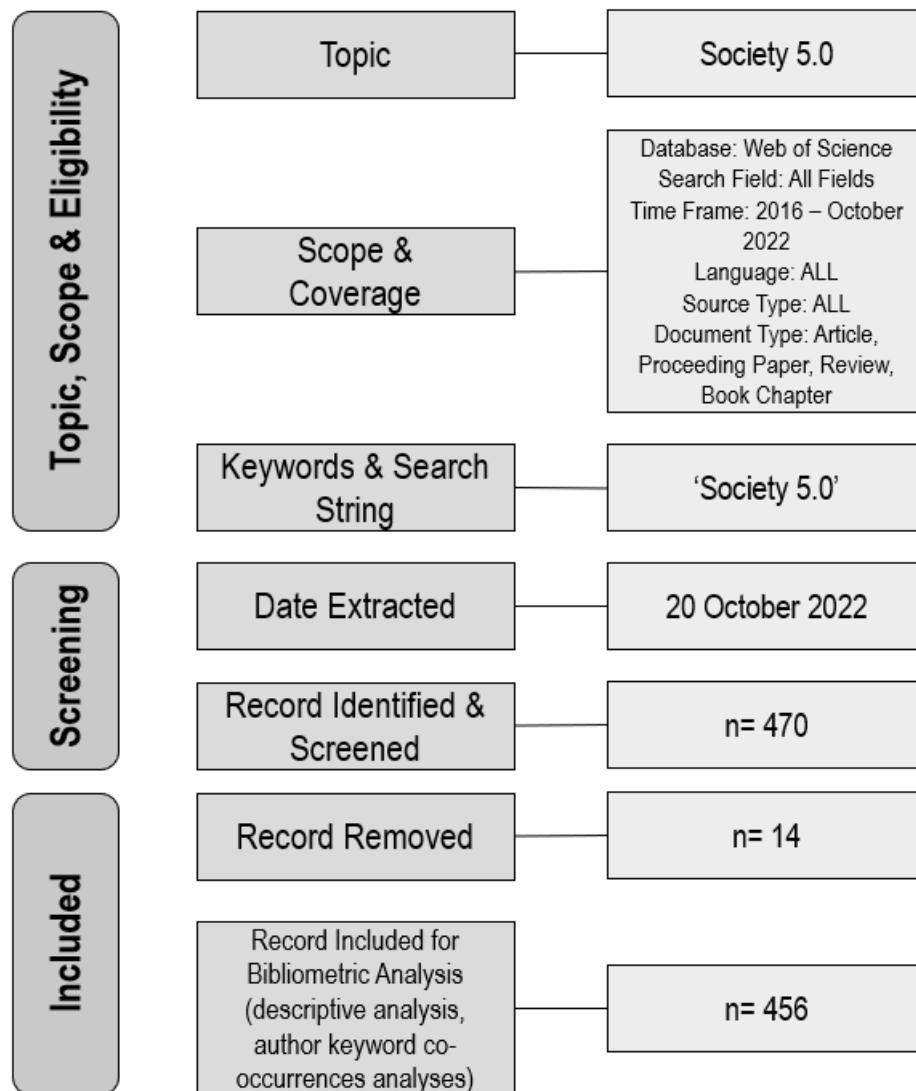 Topic, Scope & Eligibility
Topic
Society 5.0
Scope &
Coverage
Database: Web of Science
Search Field: All Fields
Time Frame: 2016 – October
2022
Language: ALL
Source Type: ALL
Document Type: Article,
Proceeding Paper, Review,
Book Chapter
Keywords & Search
String
‘Society 5.0’
Screening
Date Extracted
20 October 2022
Record Identified &
Screened
n= 470
Included
Record Removed
n= 14
Record Included for
Bibliometric Analysis
(descriptive analysis,
author keyword co-
occurrences analyses)
n= 456